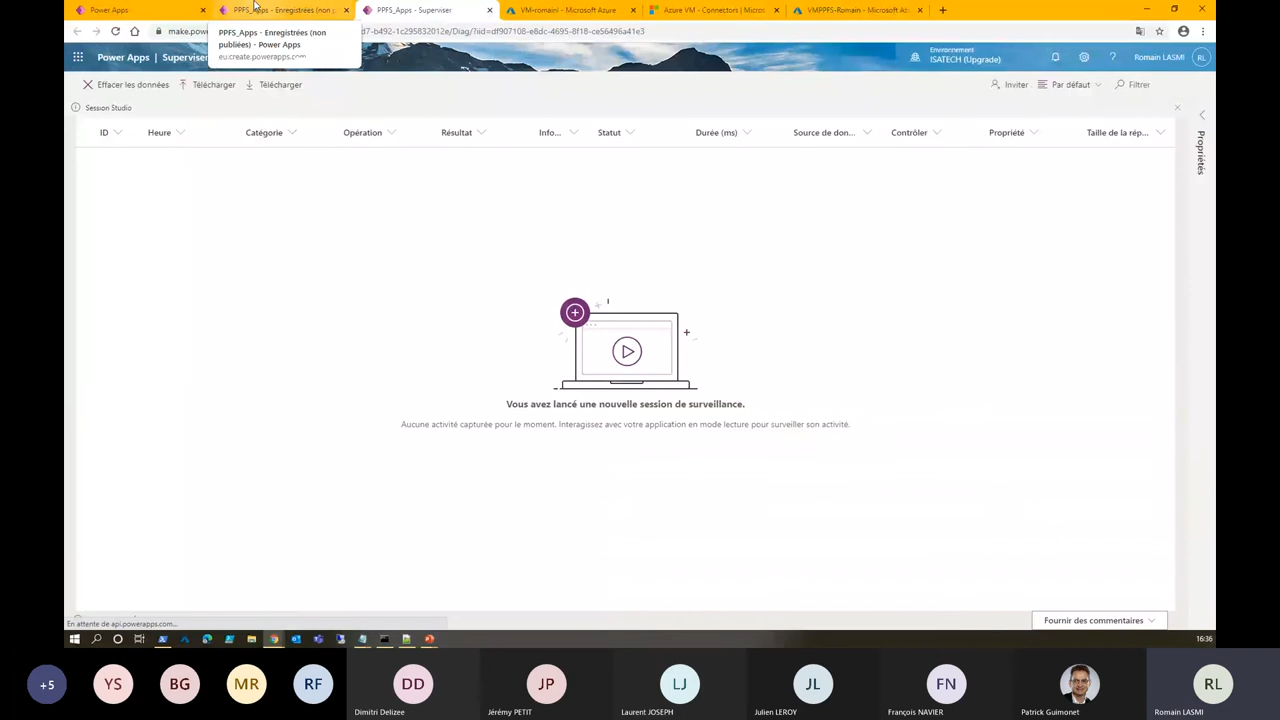 Power Apps
PPFS_Apps - Enregistrées (non p
PPFS_Apps - Superviser
VM-romainl - Microsoft Azure
Azure VM - Connectors | Micros
VMPPFS-Romain - Microsoft Az
make.pow
d7-b492-1c295832012e/Diag/?hid=df907108-e8dc-4695-8f18-ce56496a41e3
PPFS_Apps - Enregistrées (non
publiées) - Power Apps
eu.create.powerapps.com
Power Apps | Supervise
Environnement
ISATECH (Upgrade)
Romain LASMI
RL
Effacer les données
Télécharger
Télécharger
Inviter
Par défaut
Filtrer
Session Studio
ID
Heure
Catégorie
Opération
Résultat
Info...
Statut
Durée (ms)
Source de don...
Contrôler
Propriété
Taille de la rép...
Propriétés
Vous avez lancé une nouvelle session de surveillance.
Aucune activité capturée pour le moment. Interagissez avec votre application en mode lecture pour surveiller son activité.
En attente de api.powerapps.com...
Fournir des commentaires
16:36
+5
YS
BG
MR
RF
DD
JP
LJ
JL
FN
RL
Dimitri Delizee
Jérémy PETIT
Laurent JOSEPH
Julien LEROY
François NAVIER
Patrick Guimonet
Romain LASMI